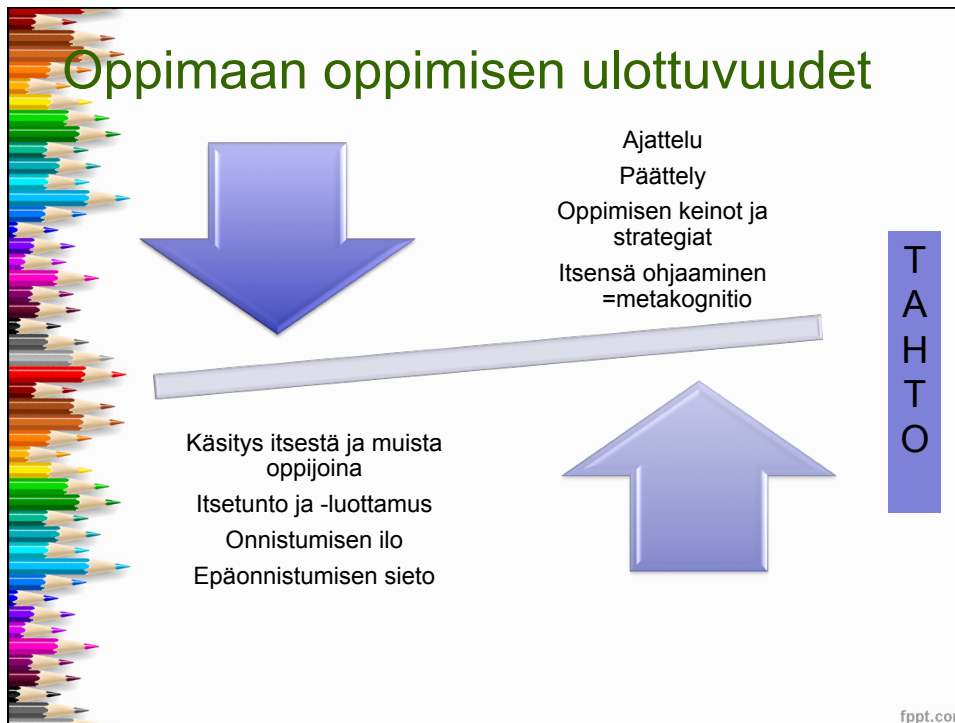 Oppimaan oppimisen ulottuvuudet
Ajattelu
Päättely
Oppimisen keinot ja
strategiat
Itsensä ohjaaminen
=metakognitio
T
A
H
T
O
Käsitys itsestä ja muista
oppijoina
Itsetunto ja -luottamus
Onnistumisen ilo
Epäonnistumisen sieto
fppt.com